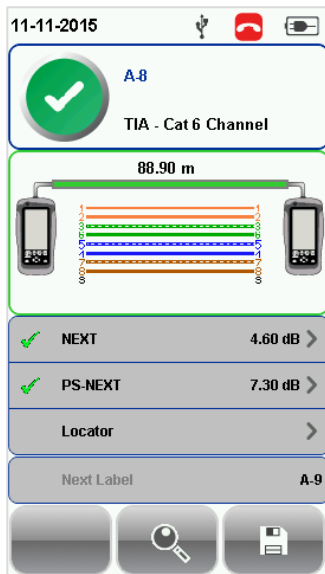 11-11-2015
A-8
TIA - Cat 6 Channel
88.90 m
1 1
2 2
3 3
6 6
5 5
4 4
7 7
8 8
S S
NEXT 4.60 dB
PS-NEXT 7.30 dB
Locator
Next Label A-9